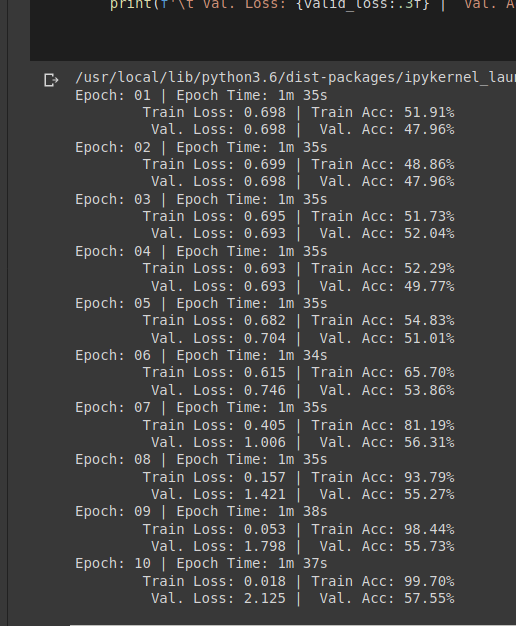 print(f'\t Val. Loss: {valid_loss:.3f} |  Val. A
/usr/local/lib/python3.6/dist-packages/ipykernel_lau
Epoch: 01 | Epoch Time: 1m 35s
Train Loss: 0.698 | Train Acc: 51.91%
Val. Loss: 0.698 |  Val. Acc: 47.96%
Epoch: 02 | Epoch Time: 1m 35s
Train Loss: 0.699 | Train Acc: 48.86%
Val. Loss: 0.698 |  Val. Acc: 47.96%
Epoch: 03 | Epoch Time: 1m 35s
Train Loss: 0.695 | Train Acc: 51.73%
Val. Loss: 0.693 |  Val. Acc: 52.04%
Epoch: 04 | Epoch Time: 1m 35s
Train Loss: 0.693 | Train Acc: 52.29%
Val. Loss: 0.693 |  Val. Acc: 49.77%
Epoch: 05 | Epoch Time: 1m 35s
Train Loss: 0.682 | Train Acc: 54.83%
Val. Loss: 0.704 |  Val. Acc: 51.01%
Epoch: 06 | Epoch Time: 1m 34s
Train Loss: 0.615 | Train Acc: 65.70%
Val. Loss: 0.746 |  Val. Acc: 53.86%
Epoch: 07 | Epoch Time: 1m 35s
Train Loss: 0.405 | Train Acc: 81.19%
Val. Loss: 1.006 |  Val. Acc: 56.31%
Epoch: 08 | Epoch Time: 1m 35s
Train Loss: 0.157 | Train Acc: 93.79%
Val. Loss: 1.421 |  Val. Acc: 55.27%
Epoch: 09 | Epoch Time: 1m 38s
Train Loss: 0.053 | Train Acc: 98.44%
Val. Loss: 1.798 |  Val. Acc: 55.73%
Epoch: 10 | Epoch Time: 1m 37s
Train Loss: 0.018 | Train Acc: 99.70%
Val. Loss: 2.125 |  Val. Acc: 57.55%